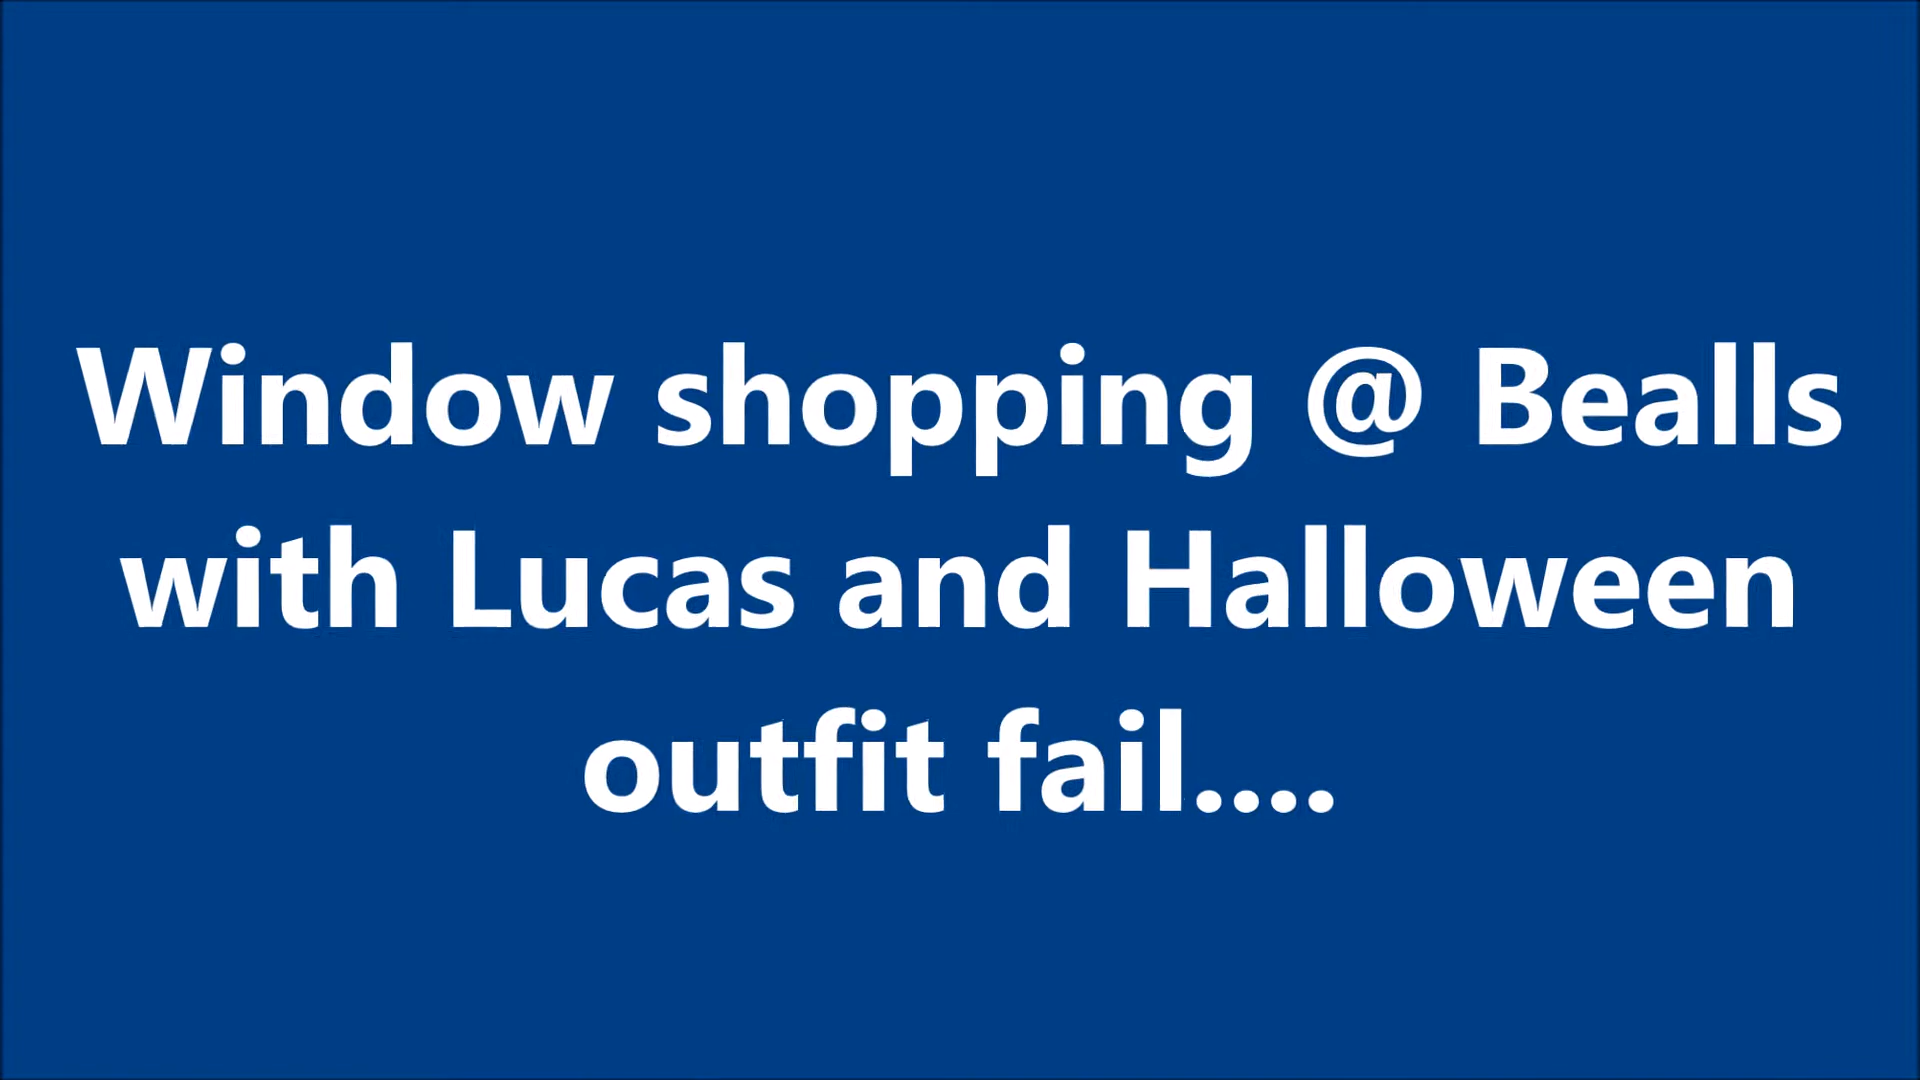 Window shopping @ Bealls
with Lucas and Halloween
outfit fail....